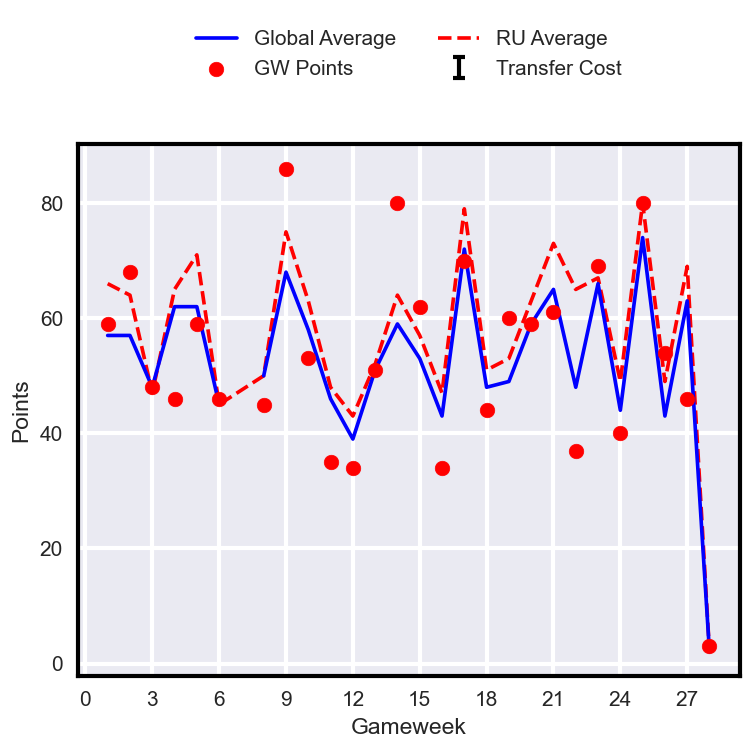 Global Average RU Average
GW Points Transfer Cost
80
60
40
20
0
Points
0 3 6 9 12 15 18 21 24 27
Gameweek